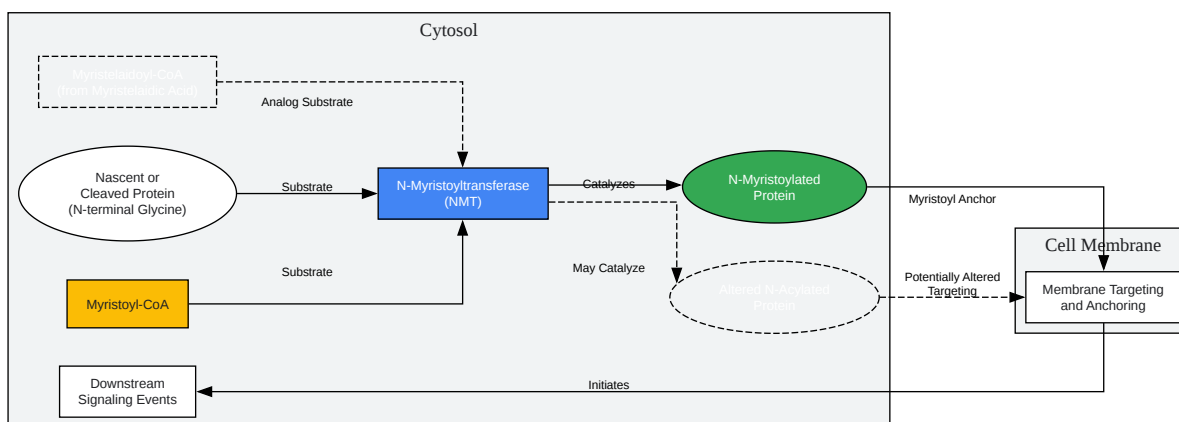 Cytosol
Myristelaidoyl-CoA
(from Myristelaidic Acid)
Analog Substrate
Nascent or
Cleaved Protein
(N-terminal Glycine)
Substrate
N-Myristoyltransferase
(NMT)
Catalyzes
N-Myristoylated
Protein
Myristoyl Anchor
Cell Membrane
Substrate
May Catalyze
Myristoyl-CoA
Altered N-Acylated
Protein
Potentially Altered
Targeting
Membrane Targeting
and Anchoring
Downstream
Signaling Events
Initiates